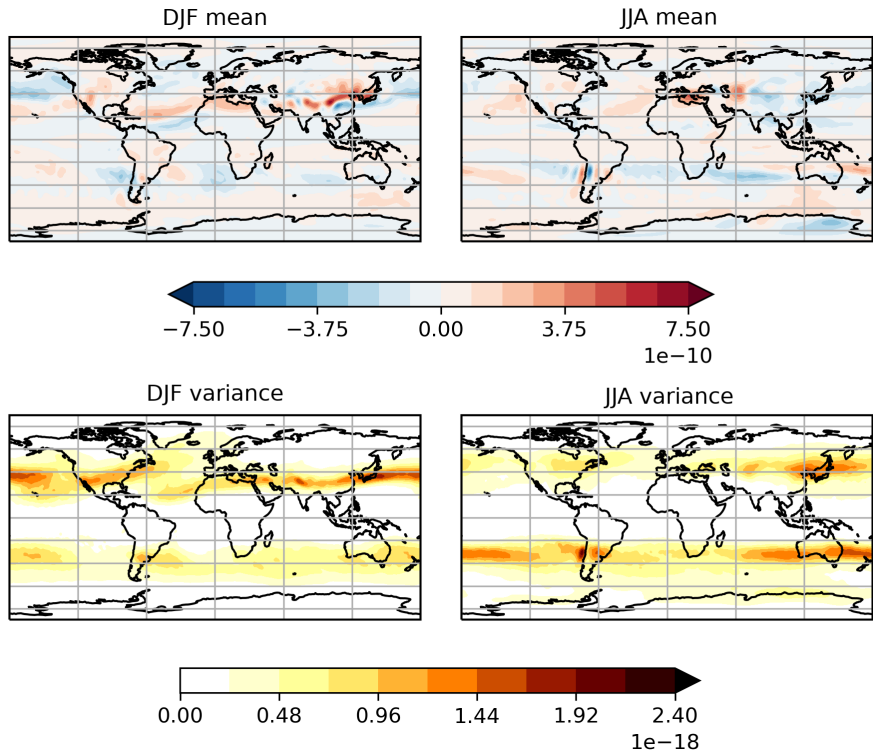 DJF mean
JJA mean
−7.50 −3.75 0.00 3.75 7.50
1e−10
DJF variance
JJA variance
0.00 0.48 0.96 1.44 1.92 2.40
1e−18